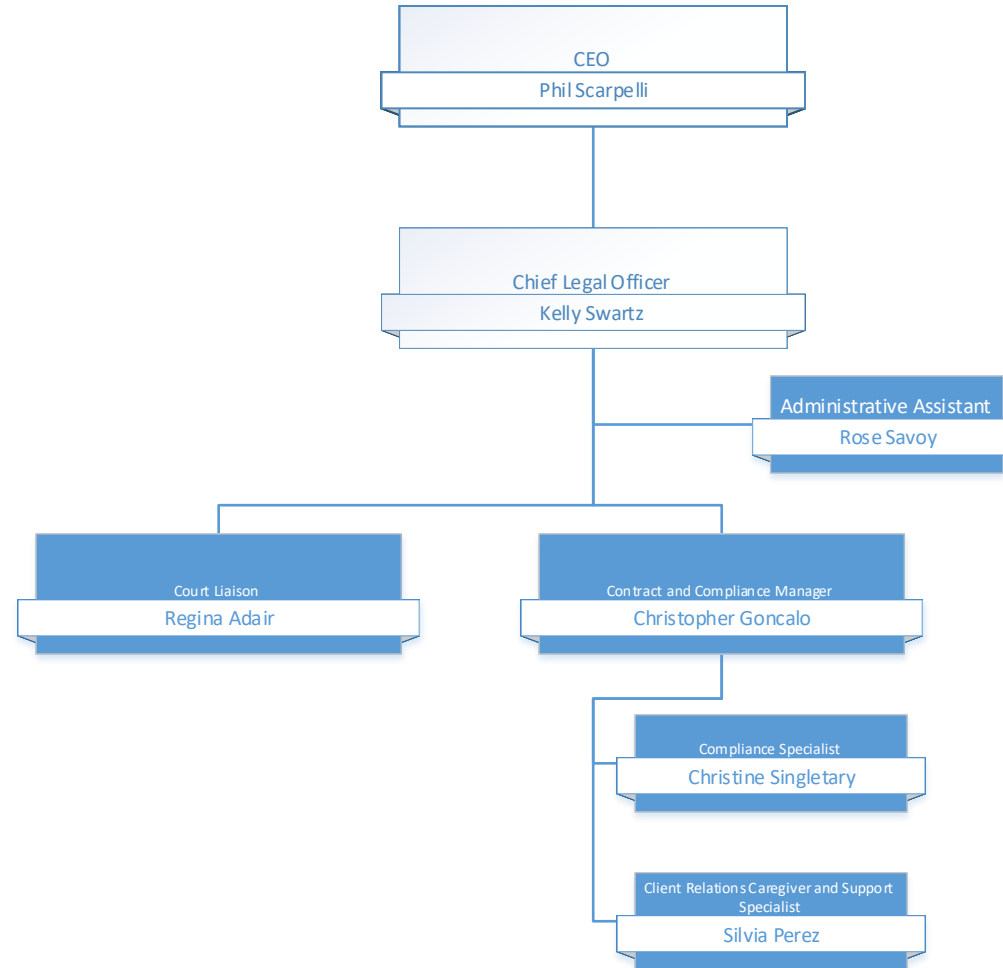 CEO
Phil Scarpelli
Chief Legal Officer
Kelly Swartz
Administrative Assistant
Rose Savoy
Court Liaison
Regina Adair
Contract and Compliance Manager
Christopher Goncalo
Compliance Specialist
Christine Singletary
Client Relations Caregiver and Support
Specialist
Silvia Perez